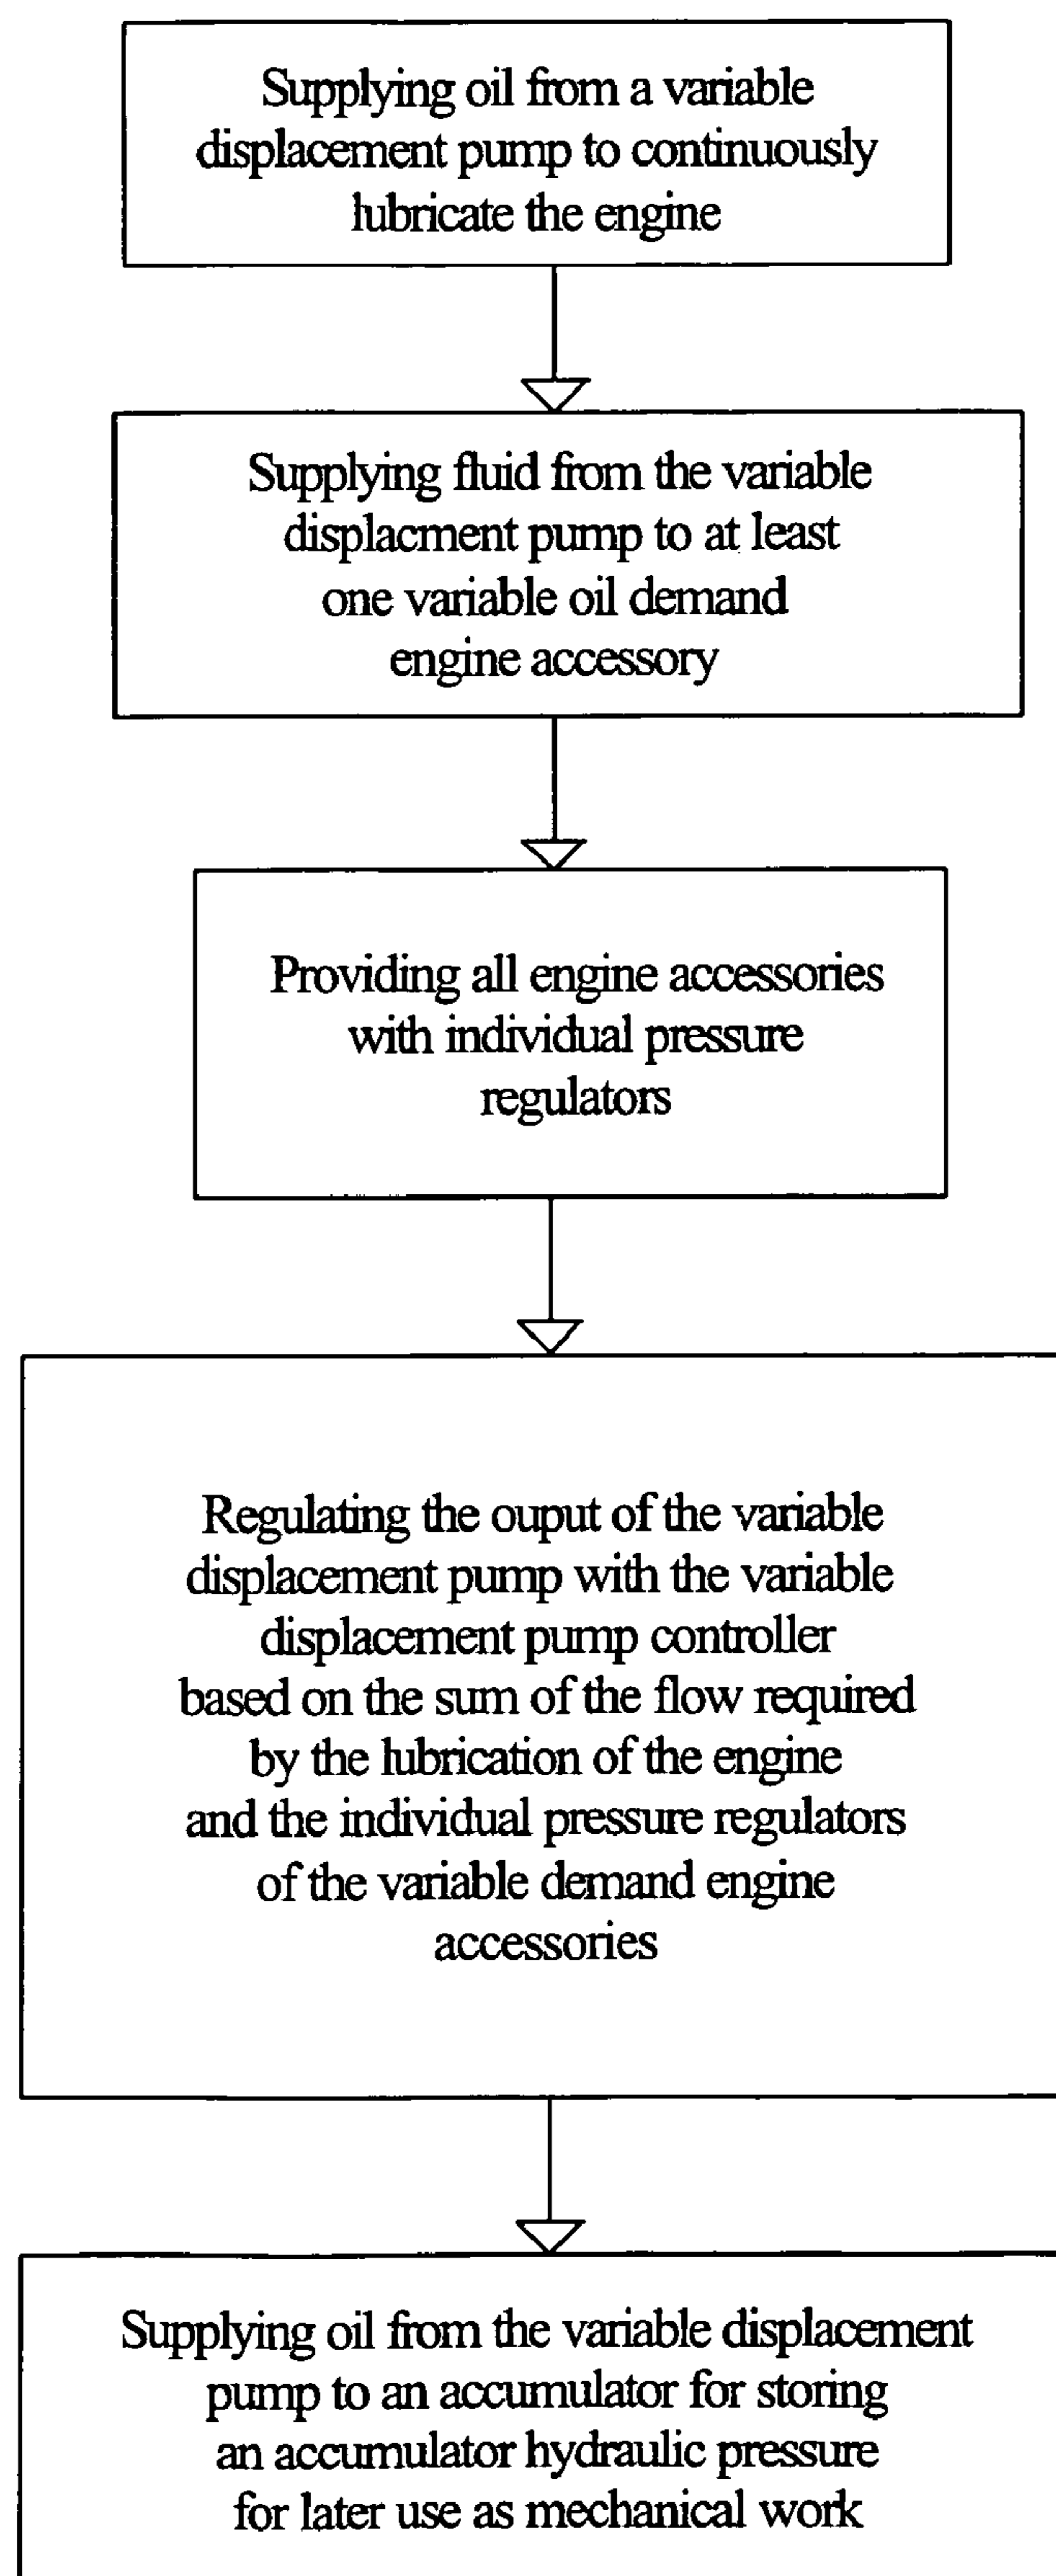 Supplying oil from a variable
displacement pump to continuously
lubricate the engine
Supplying fluid from the variable
displacment pump to at least
one variable oil demand
engine accessory
Providing all engine accessories
with individual pressure
regulators
Regulating the ouput of the variable
displacement pump with the variable
displacement pump controller
based on the sum of the flow required
by the lubrication of the engine
and the individual pressure regulators
of the variable demand engine
accessories
Supplying oil from the variable displacement
pump to an accumulator for storing
an accumulator hydraulic pressure
for later use as mechanical work